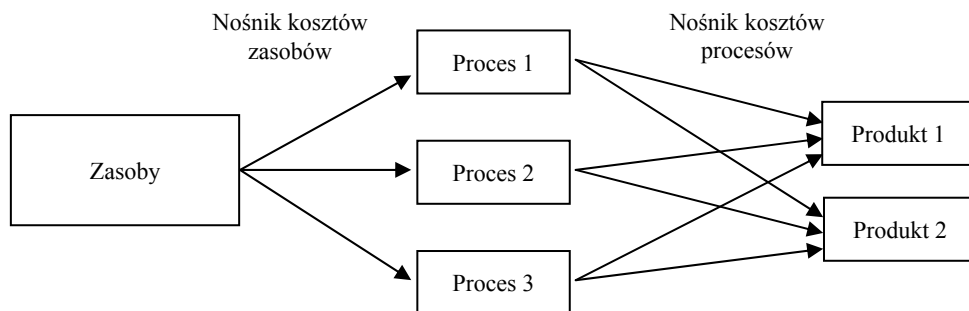 Nośnik kosztów
zasobów
Nośnik kosztów
procesów
Zasoby
Proces 1
Proces 2
Proces 3
Produkt 1
Produkt 2